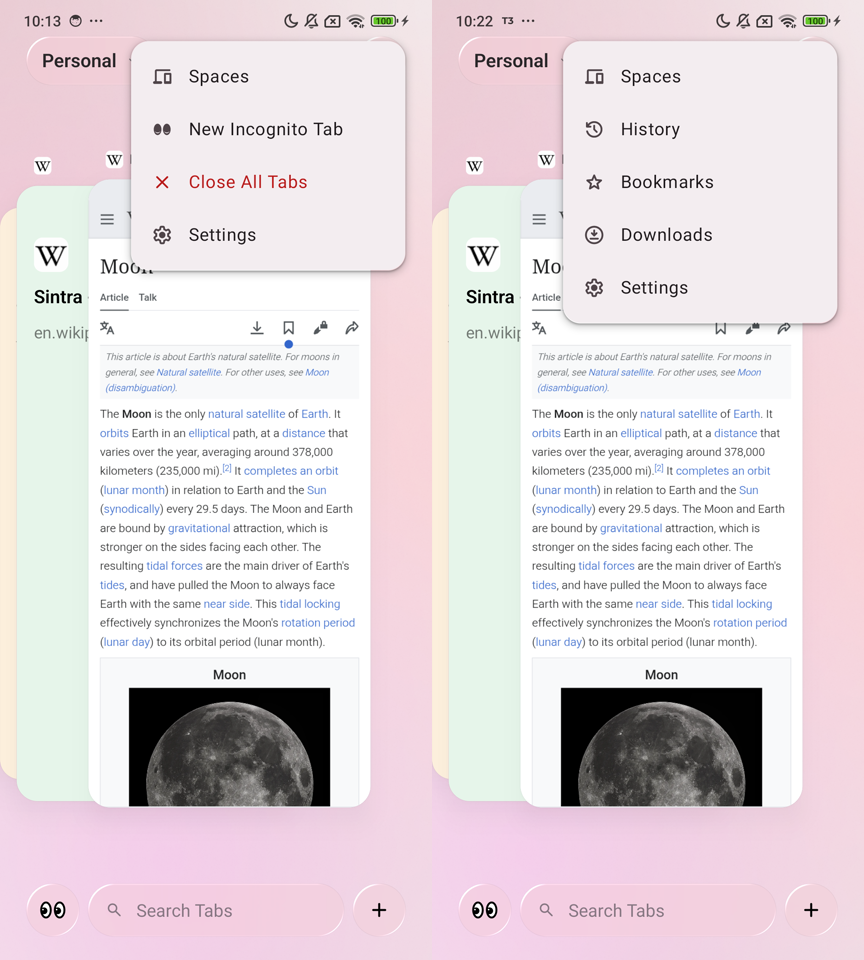 10:13
100
Personal
Spaces
New Incognito Tab
Close All Tabs
Settings
W
W
W
Sintra
en.wikip
Moon
Article Talk
This article is about Earth's natural satellite. For moons in
general, see Natural satellite. For other uses, see Moon
(disambiguation).
The Moon is the only natural satellite of Earth. It
orbits Earth in an elliptical path, at a distance that
varies over the year, averaging around 378,000
kilometers (235,000 mi).[2] It completes an orbit
(lunar month) in relation to Earth and the Sun
(synodically) every 29.5 days. The Moon and Earth
are bound by gravitational attraction, which is
stronger on the sides facing each other. The
resulting tidal forces are the main driver of Earth's
tides, and have pulled the Moon to always face
Earth with the same near side. This tidal locking
effectively synchronizes the Moon's rotation period
(lunar day) to its orbital period (lunar month).
Moon
Search Tabs
10:22 T3
100
Personal
Spaces
History
Bookmarks
Downloads
Settings
W
W
W
Sintra
en.wikip
Mo
Article
This article is about Earth's natural satellite. For moons in
general, see Natural satellite. For other uses, see Moon
(disambiguation).
The Moon is the only natural satellite of Earth. It
orbits Earth in an elliptical path, at a distance that
varies over the year, averaging around 378,000
kilometers (235,000 mi).[2] It completes an orbit
(lunar month) in relation to Earth and the Sun
(synodically) every 29.5 days. The Moon and Earth
are bound by gravitational attraction, which is
stronger on the sides facing each other. The
resulting tidal forces are the main driver of Earth's
tides, and have pulled the Moon to always face
Earth with the same near side. This tidal locking
effectively synchronizes the Moon's rotation period
(lunar day) to its orbital period (lunar month).
Moon
Search Tabs